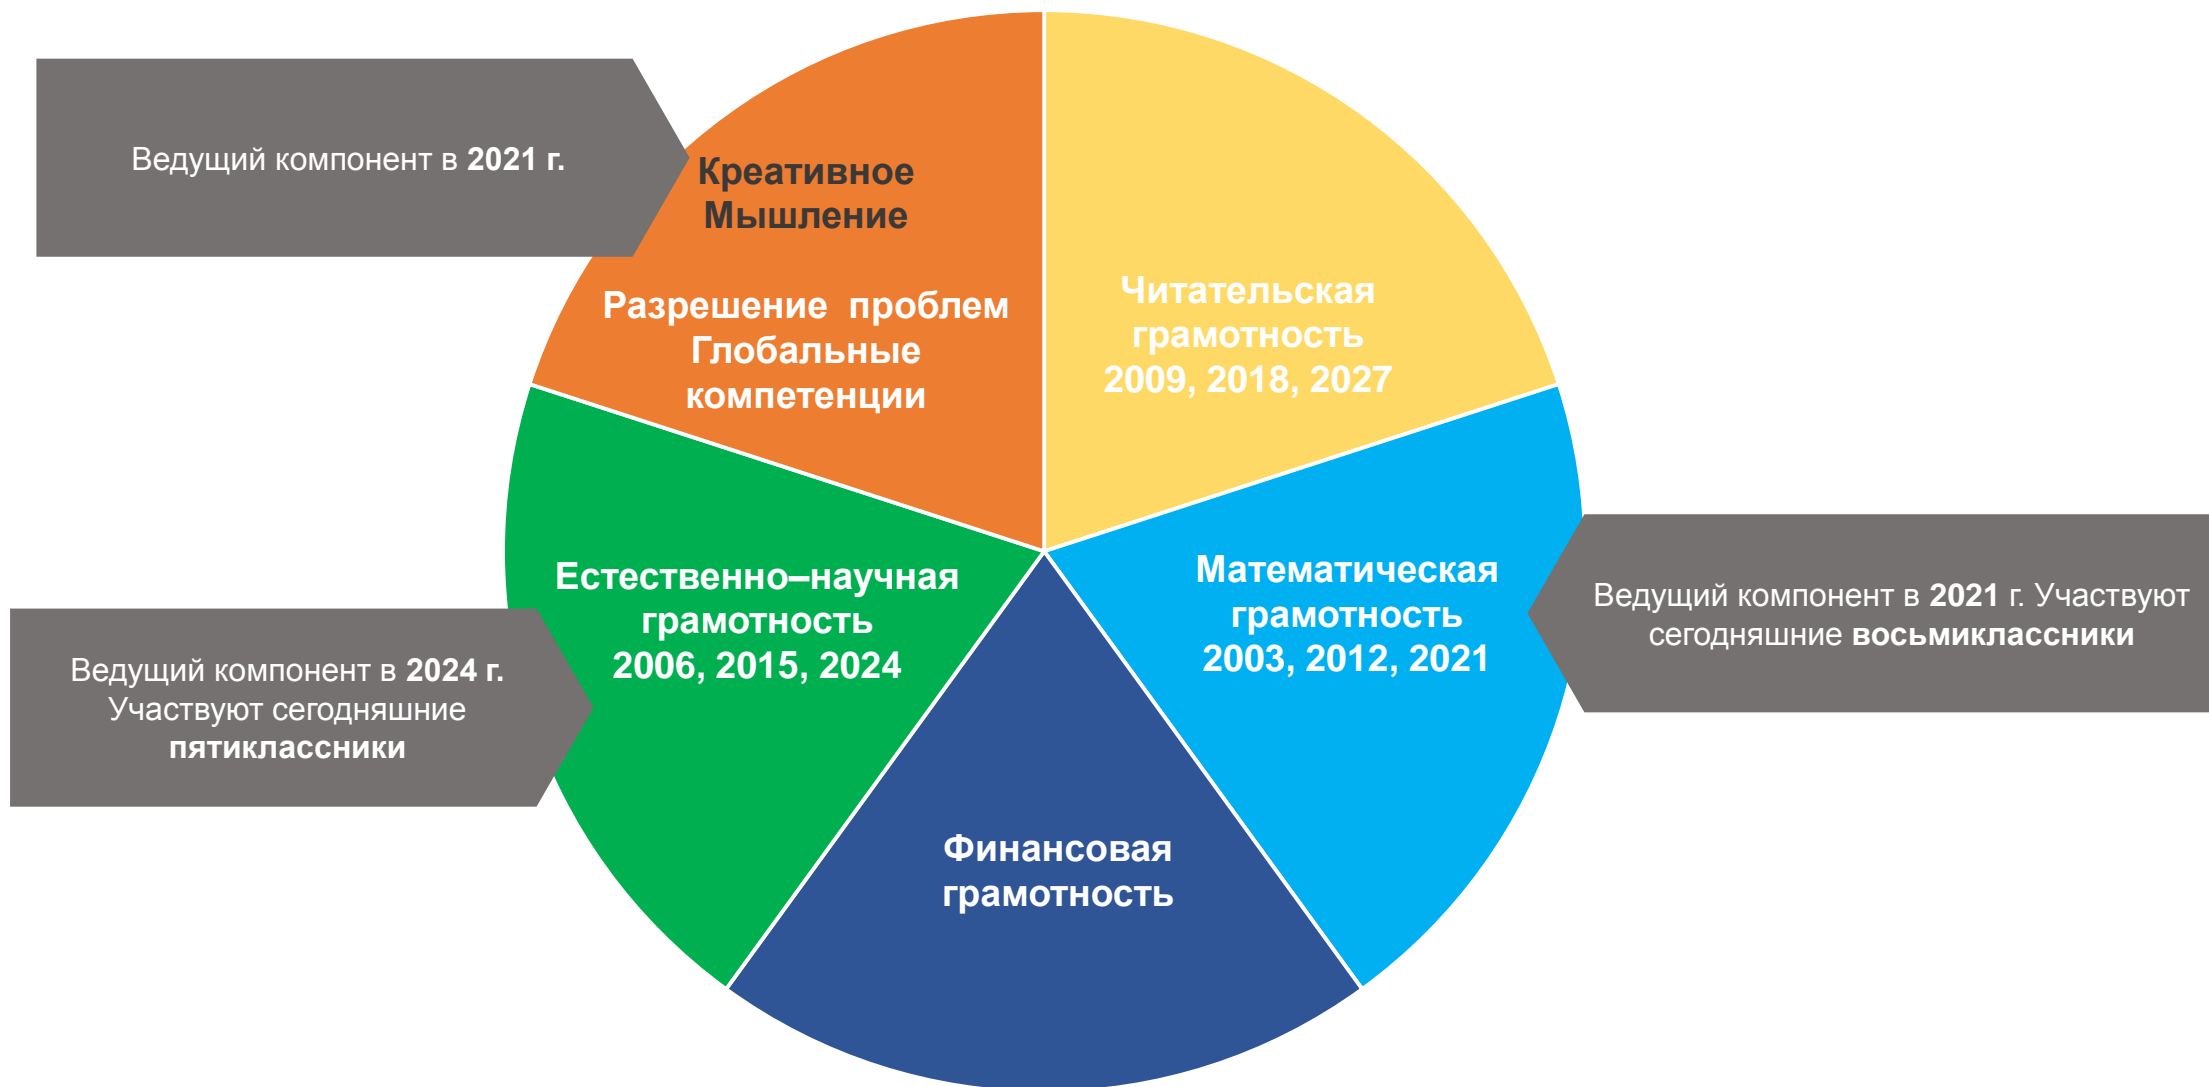 Ведущий компонент в 2021 г.
Креативное
Мышление
Разрешение проблем
Глобальные
компетенции
Читательская
грамотность
2009, 2018, 2027
Естественно–научная
грамотность
2006, 2015, 2024
Математическая
грамотность
2003, 2012, 2021
Ведущий компонент в 2021 г. Участвуют
сегодняшние восьмиклассники
Ведущий компонент в 2024 г.
Участвуют сегодняшние
пятиклассники
Финансовая
грамотность